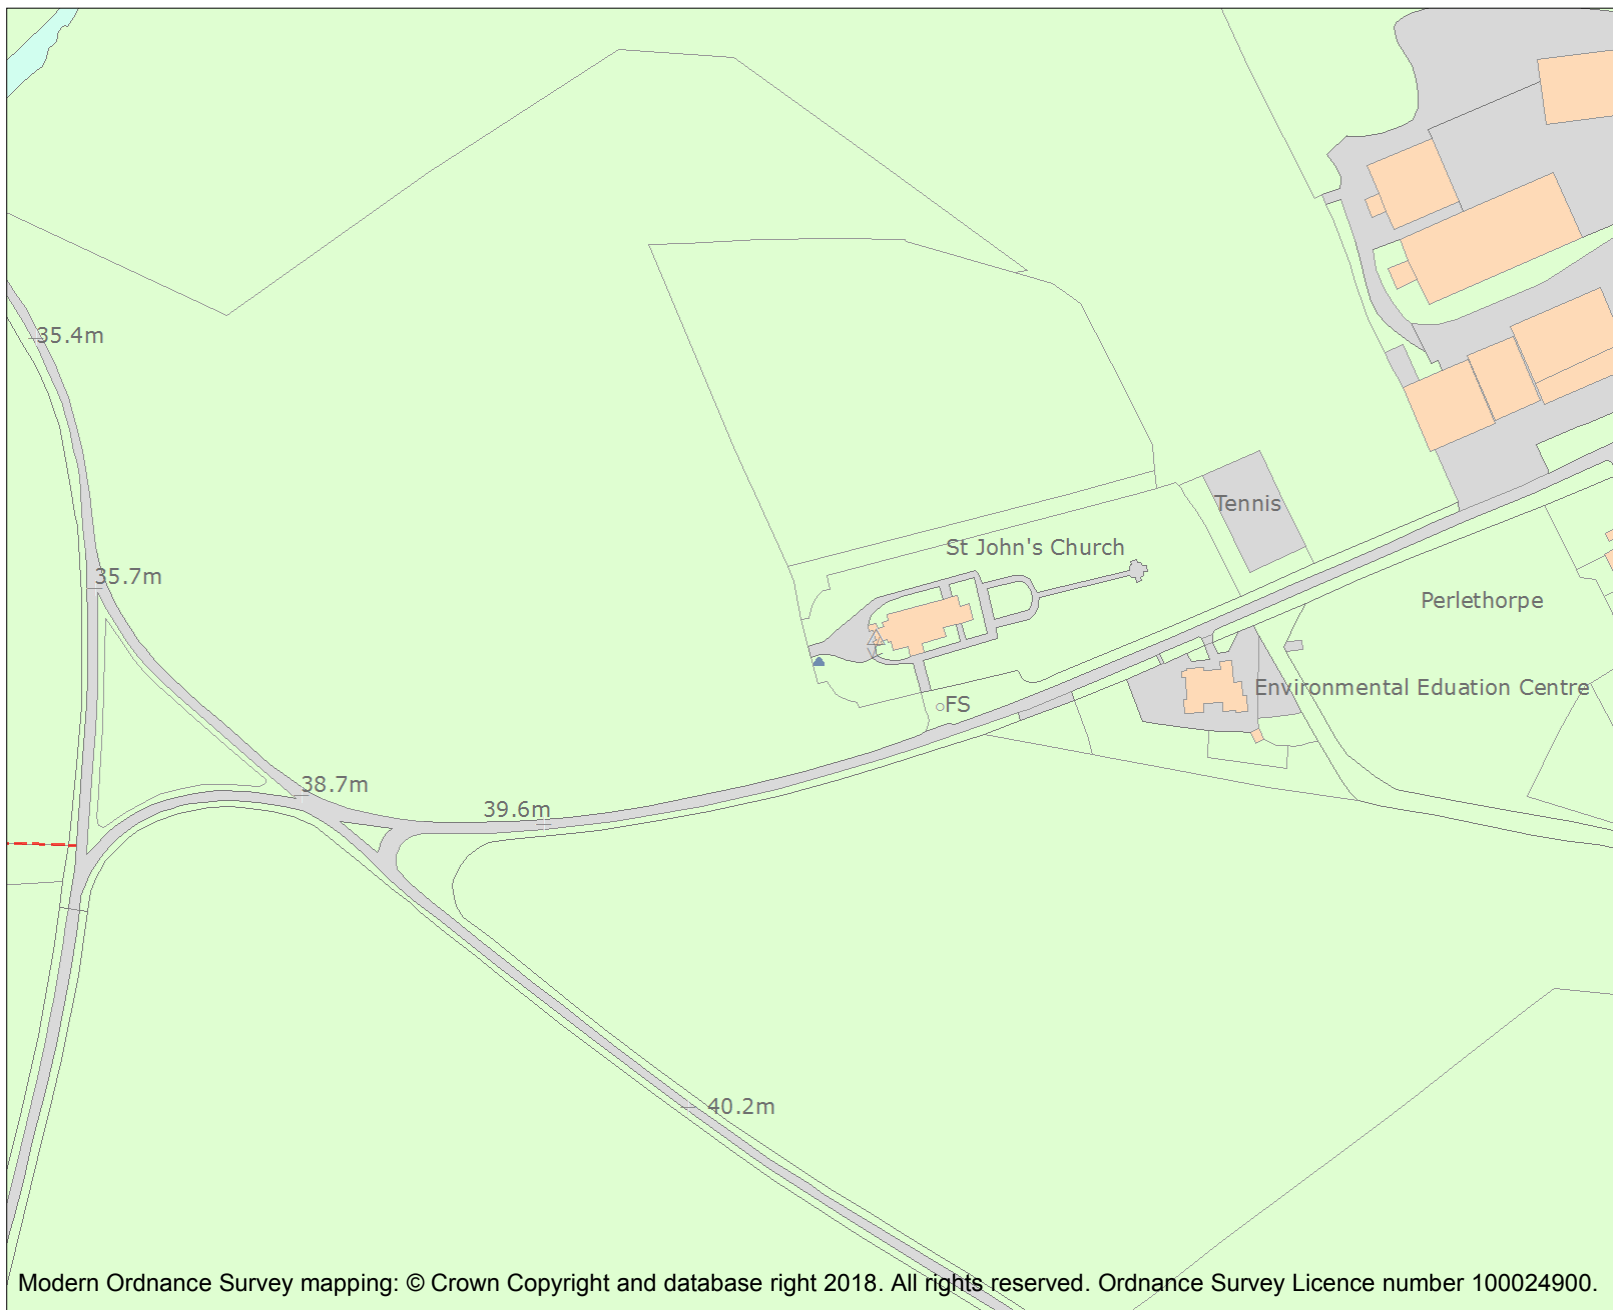 35.4m
Tennis
St John's Church
35.7m
Perlethorpe
Environmental Eduation Centre
FS
38.7m
39.6m
40.2m
Modern Ordnance Survey mapping: © Crown Copyright and database right 2018. All rights reserved. Ordnance Survey Licence number 100024900.